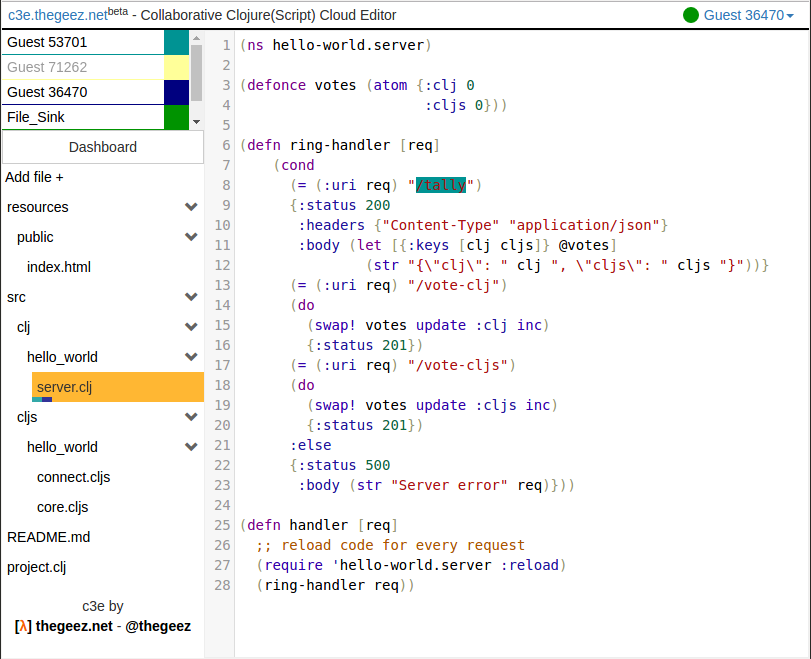 c3e.thegeez.net beta - Collaborative Clojure(Script) Cloud Editor
Guest 36470
Guest 53701
Guest 71262
Guest 36470
File_Sink
Dashboard
Add file +
resources
public
index.html
src
clj
hello_world
server.clj
cljs
hello_world
connect.cljs
core.cljs
README.md
project.clj
c3e by
[λ] thegeez.net - @thegeez
1 (ns hello-world.server)
2
3 (defonce votes (atom {:clj 0
4                       :cljs 0}))
5
6 (defn ring-handler [req]
7     (cond
8       (= (:uri req) "/tally")
9       {:status 200
10       :headers {"Content-Type" "application/json"}
11       :body (let [{:keys [clj cljs]} @votes]
12               (str "{\"clj\": " clj ", \"cljs\": " cljs "}"))}
13      (= (:uri req) "/vote-clj")
14      (do
15        (swap! votes update :clj inc)
16        {:status 201})
17      (= (:uri req) "/vote-cljs")
18      (do
19        (swap! votes update :cljs inc)
20        {:status 201})
21      :else
22      {:status 500
23       :body (str "Server error" req)}))
24
25 (defn handler [req]
26   ;; reload code for every request
27   (require 'hello-world.server :reload)
28   (ring-handler req))